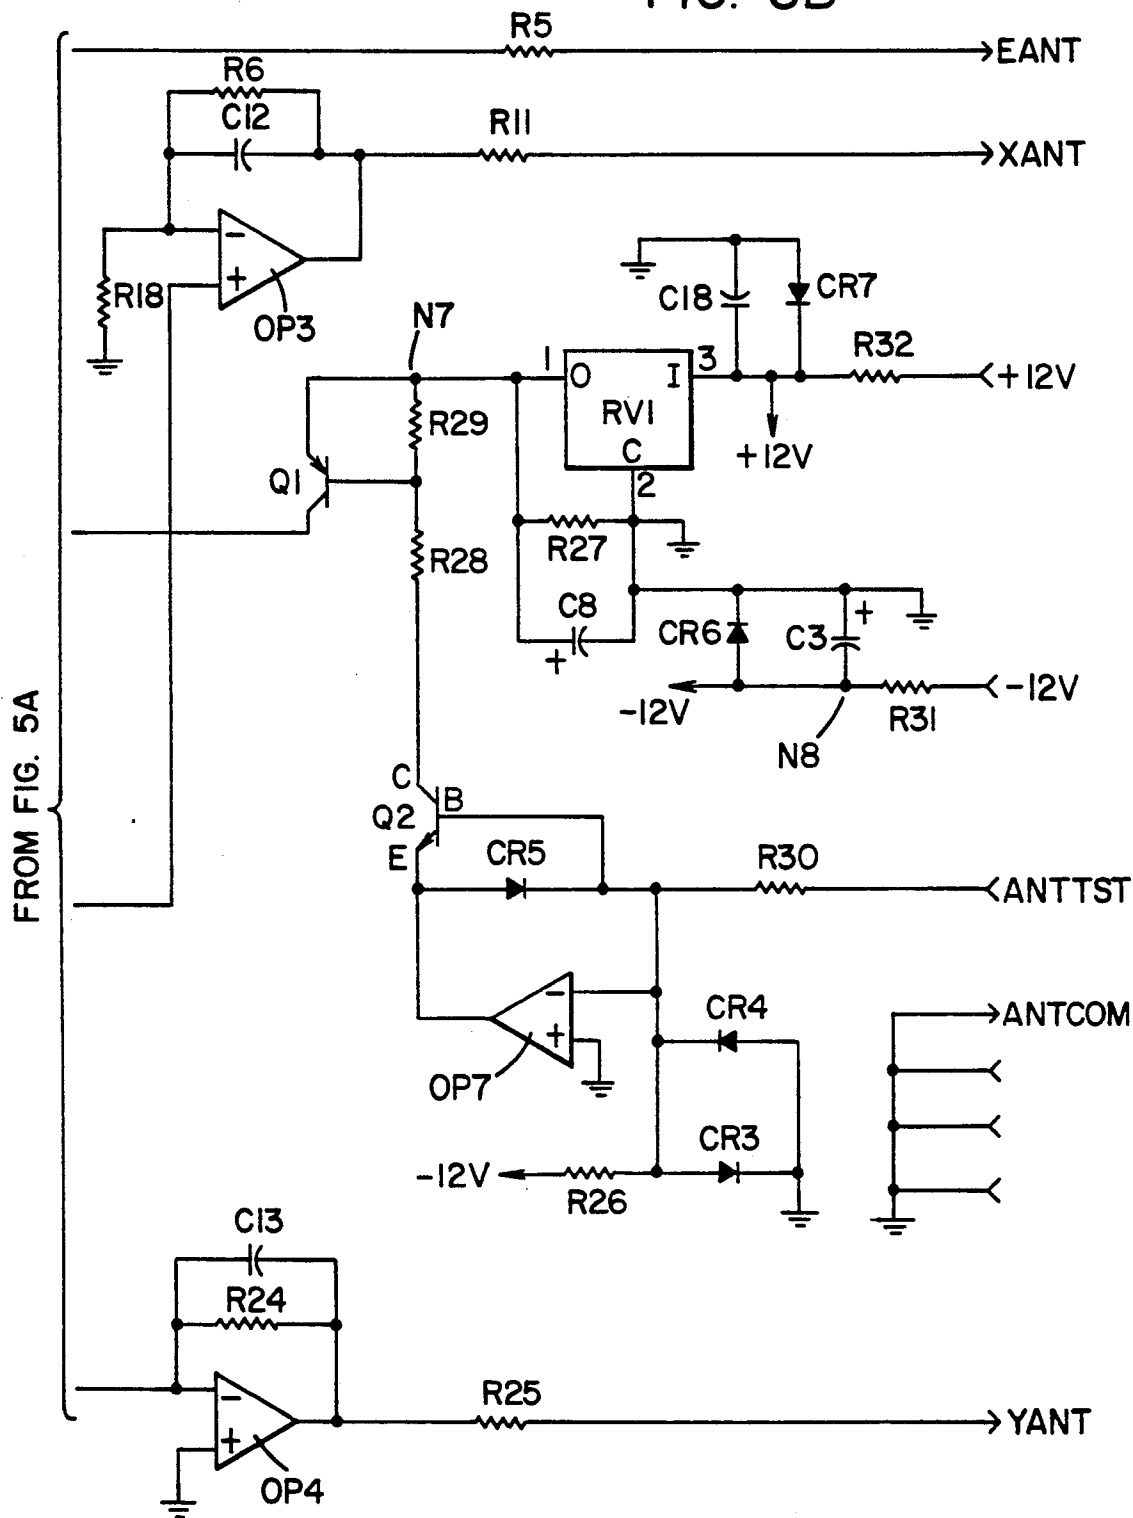 R5
EANT
R6
C12
R11
XANT
-
+
R18
OP3
N7
C18
CR7
R32
+12V
1
O
I
3
RV1
C
2
+12V
R29
Q1
R27
R28
C8
+
CR6
C3
+
-12V
-12V
R31
N8
FROM FIG. 5A
C
B
Q2
E
CR5
R30
ANTTST
-
+
OP7
CR4
ANTCOM
CR3
-12V
R26
C13
R24
-
+
OP4
R25
YANT